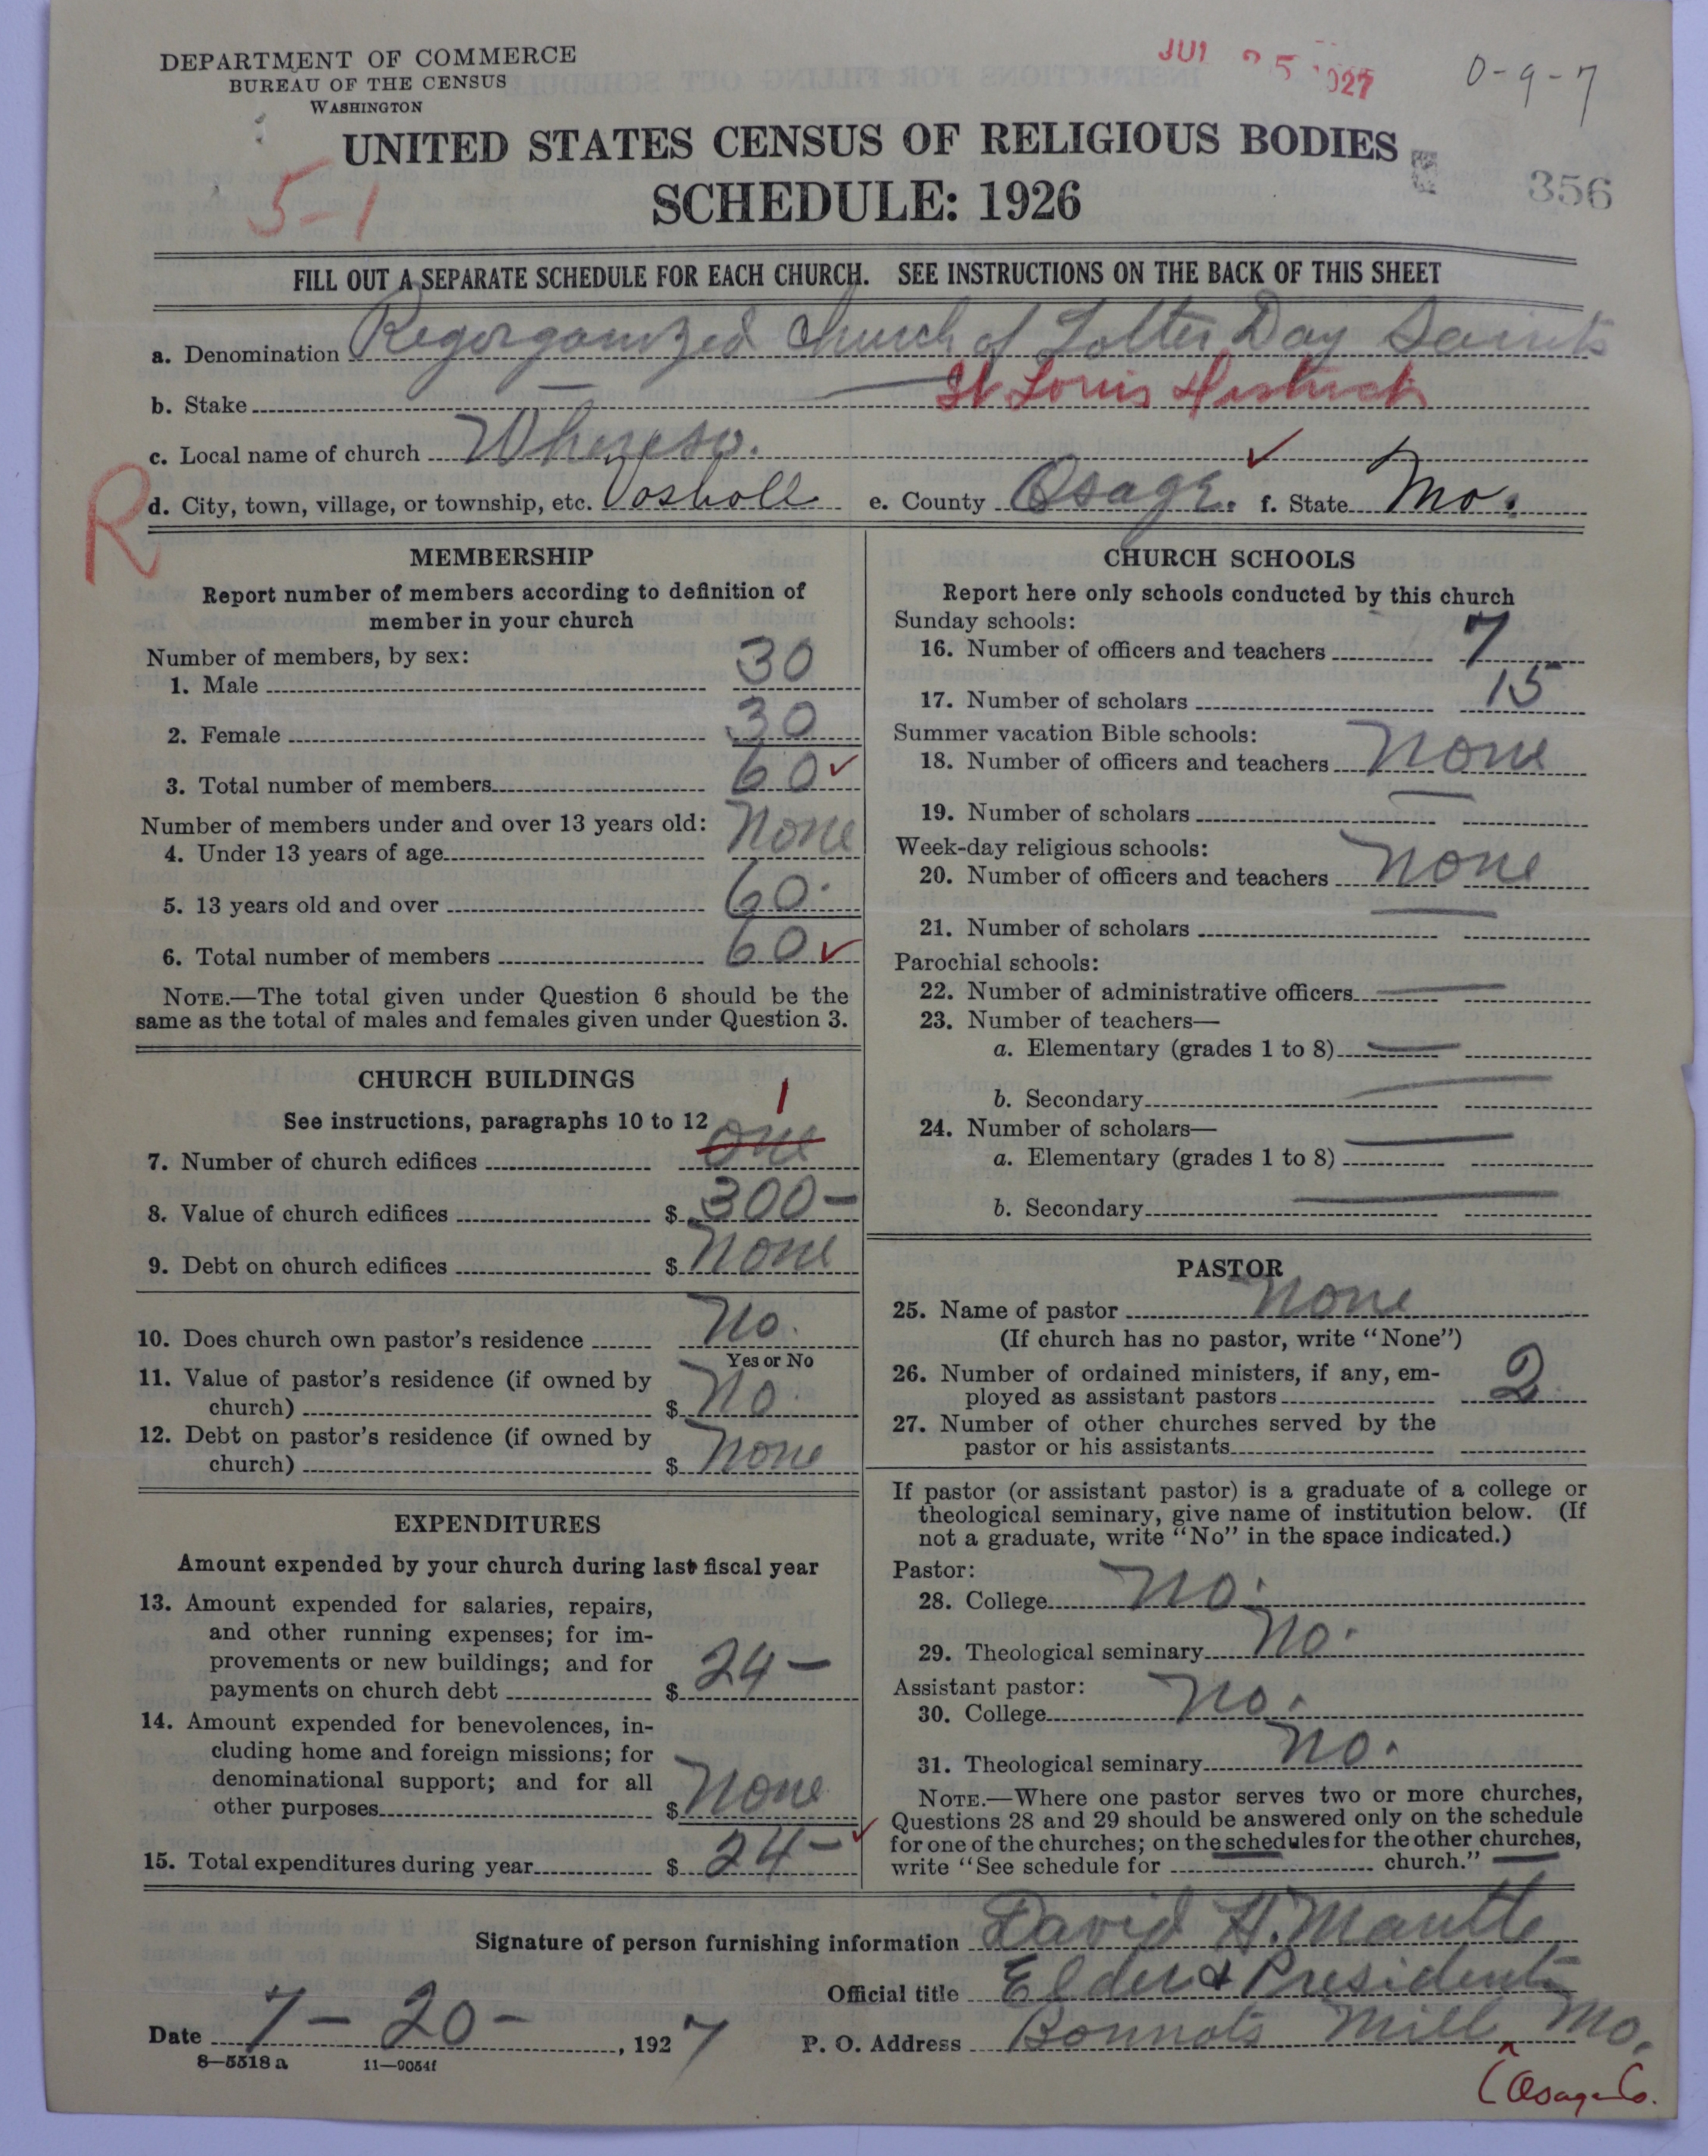 DEPARTMENT OF COMMERCE
BUREAU OF THE CENSUS
WASHINGTON
0-9-7
UNITED STATES CENSUS OF RELIGIOUS BODIES
SCHEDULE: 1926
5-1
356
FILL OUT A SEPARATE SCHEDULE FOR EACH CHURCH. SEE INSTRUCTIONS ON THE BACK OF THIS SHEET
a. Denomination Regorganized Church of Latter Day Saints
b. Stake — St Louis District
c. Local name of church
R
d. City, town, village, or township, etc. Vosholl e. County Osage. f. State Mo.
MEMBERSHIP
Report number of members according to definition of
member in your church
Number of members, by sex:
1. Male 30
2. Female 30
3. Total number of members 60 ✓
Number of members under and over 13 years old:
4. Under 13 years of age None
5. 13 years old and over 60
6. Total number of members 60 ✓
NOTE.—The total given under Question 6 should be the
same as the total of males and females given under Question 3.
CHURCH BUILDINGS
See instructions, paragraphs 10 to 12
1
7. Number of church edifices one
8. Value of church edifices $ 300—
9. Debt on church edifices $ None
10. Does church own pastor's residence No.
Yes or No
11. Value of pastor's residence (if owned by
church) $ No.
12. Debt on pastor's residence (if owned by
church) $ None
EXPENDITURES
Amount expended by your church during last fiscal year
13. Amount expended for salaries, repairs,
and other running expenses; for im-
provements or new buildings; and for
payments on church debt $ 24—
14. Amount expended for benevolences, in-
cluding home and foreign missions; for
denominational support; and for all
other purposes $ None
15. Total expenditures during year $ 24— ✓
CHURCH SCHOOLS
Report here only schools conducted by this church
Sunday schools:
16. Number of officers and teachers 7
17. Number of scholars 15
Summer vacation Bible schools:
18. Number of officers and teachers None
19. Number of scholars —
Week-day religious schools:
20. Number of officers and teachers None
21. Number of scholars —
Parochial schools:
22. Number of administrative officers —
23. Number of teachers—
a. Elementary (grades 1 to 8) —
b. Secondary —
24. Number of scholars—
a. Elementary (grades 1 to 8) —
b. Secondary —
PASTOR
25. Name of pastor None
(If church has no pastor, write "None")
26. Number of ordained ministers, if any, em-
ployed as assistant pastors 2
27. Number of other churches served by the
pastor or his assistants
If pastor (or assistant pastor) is a graduate of a college or
theological seminary, give name of institution below. (If
not a graduate, write "No" in the space indicated.)
Pastor:
28. College No.
29. Theological seminary No.
Assistant pastor:
30. College No.
31. Theological seminary No.
NOTE.—Where one pastor serves two or more churches,
Questions 28 and 29 should be answered only on the schedule
for one of the churches; on the schedules for the other churches,
write "See schedule for church."
Signature of person furnishing information David H. Mantle
Official title Elder & President
Date 7-20-, 1927 P. O. Address Bonnots Mill Mo.
8—5518a 11—9054f
(Osage Co.